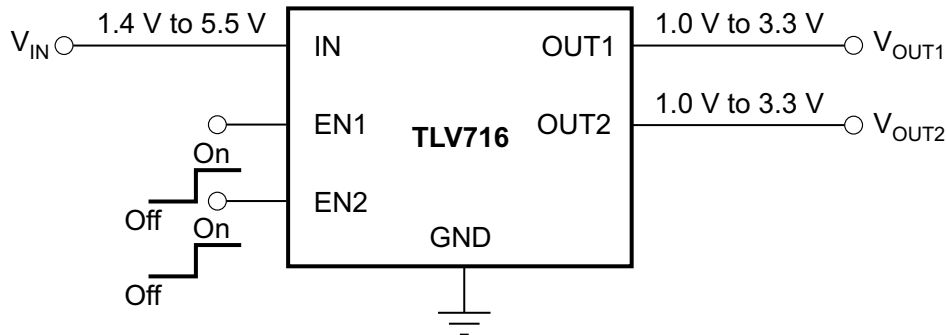 V_IN 1.4 V to 5.5 V IN OUT1 1.0 V to 3.3 V V_OUT1
EN1 TLV716 OUT2 1.0 V to 3.3 V V_OUT2
On
Off
EN2
On
Off
GND